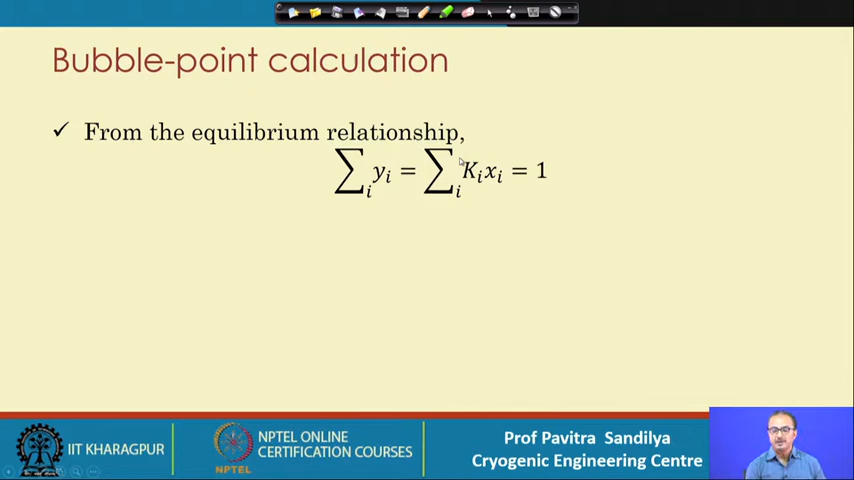 Bubble-point calculation
✓ From the equilibrium relationship,
∑ᵢ yᵢ = ∑ᵢ Kᵢxᵢ = 1
IIT KHARAGPUR
NPTEL
NPTEL ONLINE
CERTIFICATION COURSES
Prof Pavitra Sandilya
Cryogenic Engineering Centre